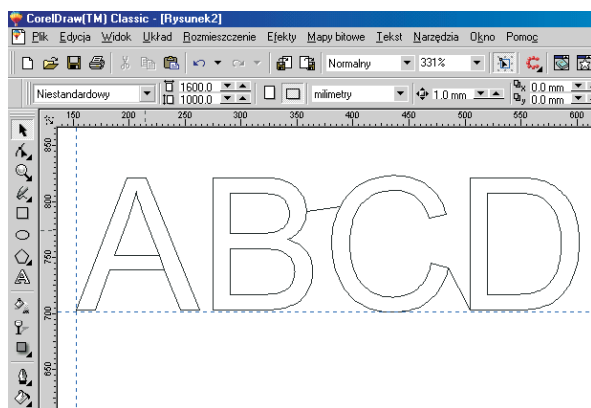 CorelDraw(TM) Classic - [Rysunek2]
Plik Edycja Widok Układ Rozmieszczenie Efekty Mapy bitowe Tekst Narzędzia Okno Pomoc
Normalny 331%
Niestandardowy 1600.0 milimetry 1.0 mm x 0.0 mm
1000.0 y 0.0 mm
150 200 250 300 350 400 450 500 550 600
850
800
750
700
650
ABCD